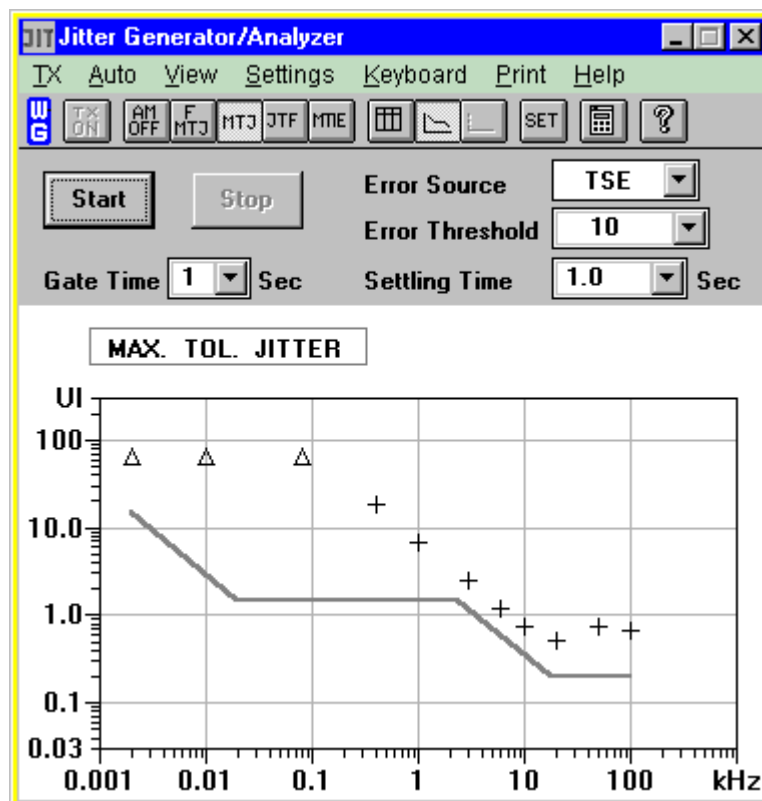 JIT Jitter Generator/Analyzer
TX Auto View Settings Keyboard Print Help
WG TX ON AM OFF F MTJ MTJ JTF MTIE SET ?
Start Stop Error Source TSE
Error Threshold 10
Gate Time 1 Sec Settling Time 1.0 Sec
MAX. TOL. JITTER
UI
100
10.0
1.0
0.1
0.03
0.001 0.01 0.1 1 10 100 kHz